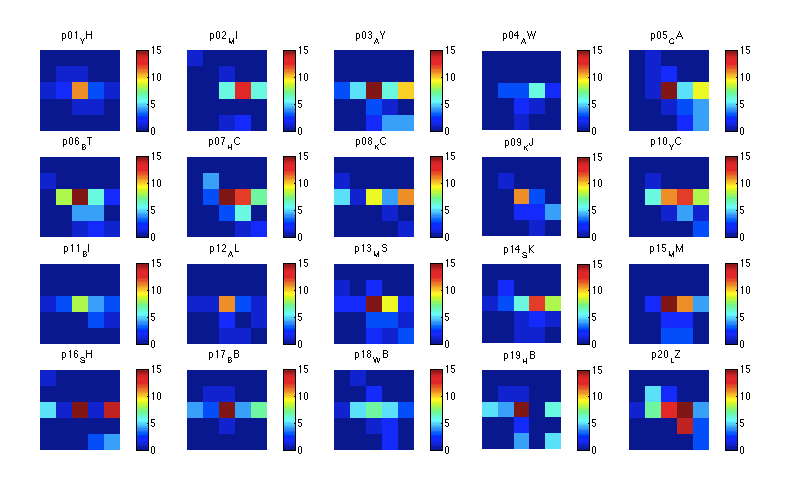 p01YH p02MI p03AY p04AW p05GA
15 15 15 15 15
10 10 10 10 10
5 5 5 5 5
0 0 0 0 0
p06BT p07HC p08KC p09KJ p10YC
15 15 15 15 15
10 10 10 10 10
5 5 5 5 5
0 0 0 0 0
p11BI p12AL p13MS p14SK p15MM
15 15 15 15 15
10 10 10 10 10
5 5 5 5 5
0 0 0 0 0
p16SH p17BB p18WB p19HB p20LZ
15 15 15 15 15
10 10 10 10 10
5 5 5 5 5
0 0 0 0 0